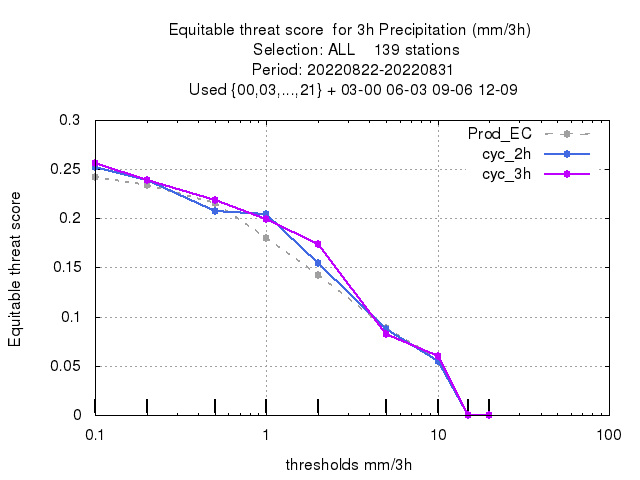 Equitable threat score  for 3h Precipitation (mm/3h)
Selection: ALL    139 stations
Period: 20220822-20220831
Used {00,03,...,21} + 03-00 06-03 09-06 12-09
Prod_EC
cyc_2h
cyc_3h
0.3
0.25
0.2
0.15
0.1
0.05
0
Equitable threat score
0.1 1 10 100
thresholds mm/3h